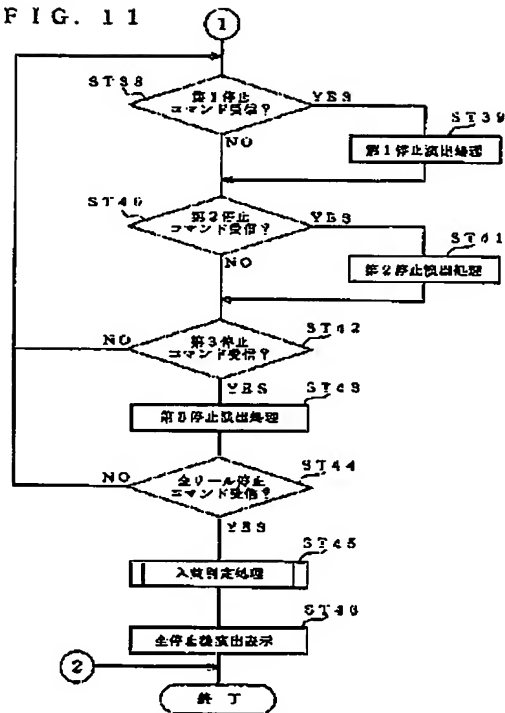 FIG. 11
1
ST38
第1停止
コマンド受信?
YES
ST39
第1停止演出処理
NO
ST40
第2停止
コマンド受信?
YES
ST41
第2停止演出処理
NO
ST42
第3停止
コマンド受信?
NO
YES
ST43
第3停止演出処理
ST44
全リール停止
コマンド受信?
NO
YES
ST45
入賞判定処理
ST46
全停止後演出表示
2
終了